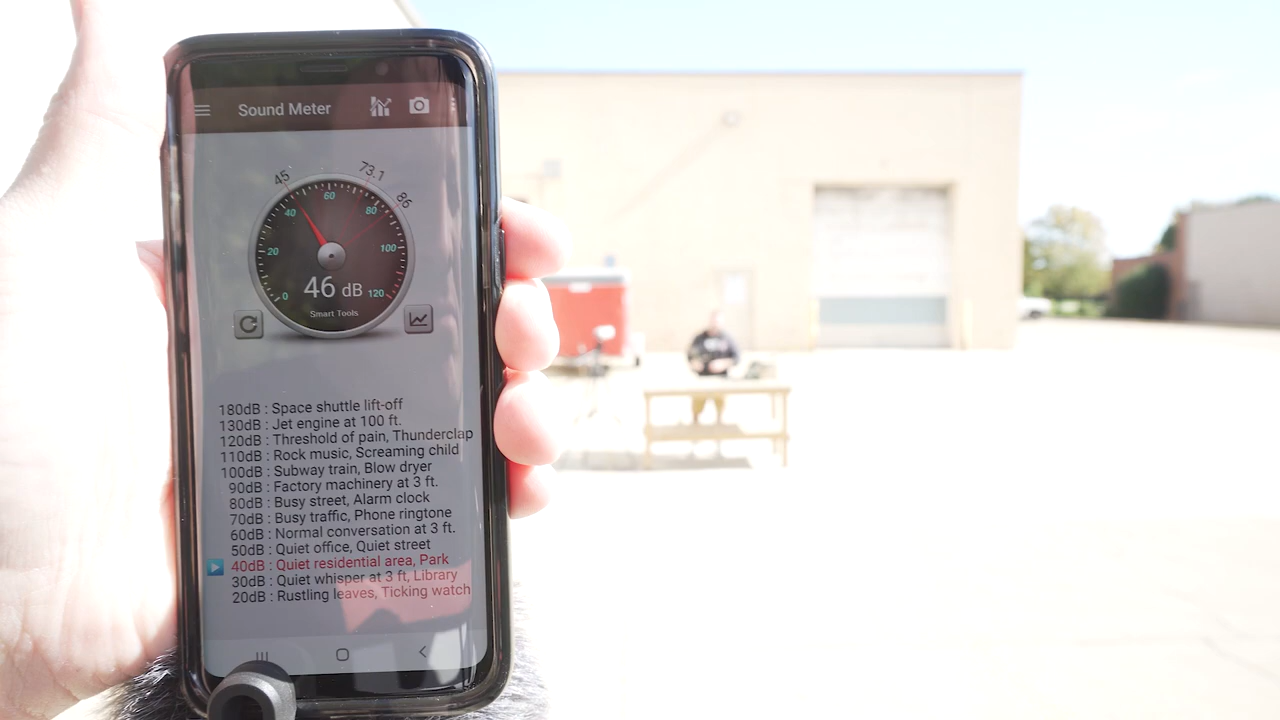 Sound Meter
45
73.1
86
0
20
40
60
80
100
120
46 dB
Smart Tools
180dB : Space shuttle lift-off
130dB : Jet engine at 100 ft.
120dB : Threshold of pain, Thunderclap
110dB : Rock music, Screaming child
100dB : Subway train, Blow dryer
90dB : Factory machinery at 3 ft.
80dB : Busy street, Alarm clock
70dB : Busy traffic, Phone ringtone
60dB : Normal conversation at 3 ft.
50dB : Quiet office, Quiet street
40dB : Quiet residential area, Park
30dB : Quiet whisper at 3 ft, Library
20dB : Rustling leaves, Ticking watch